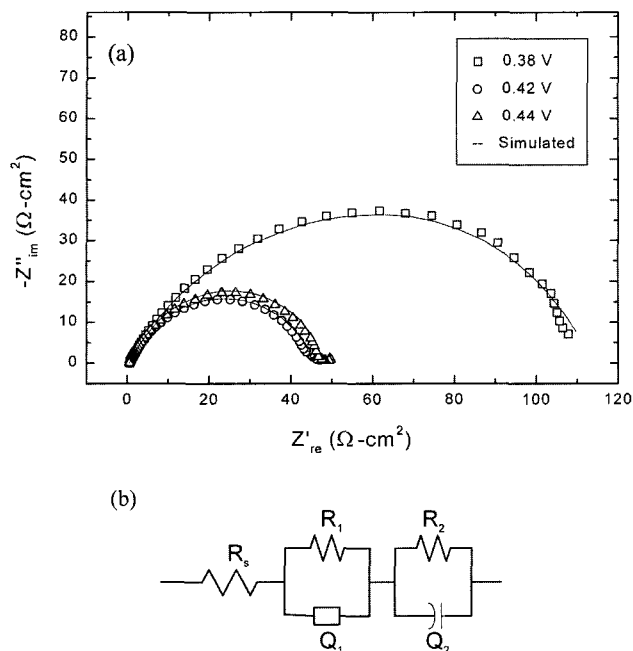 (a)
80
70
60
50
40
30
20
10
0
-Z''im (Ω-cm²)
0.38 V
0.42 V
0.44 V
Simulated
0 20 40 60 80 100 120
Z're (Ω-cm²)
(b)
Rs
R1
R2
Q1
Q2